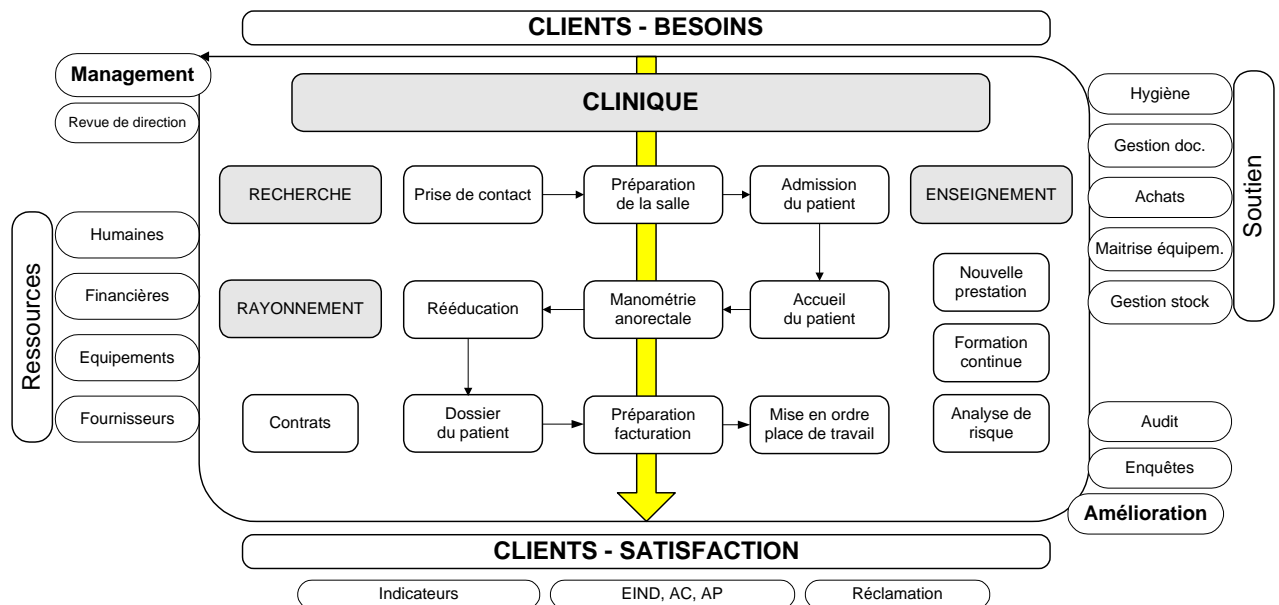 CLIENTS - BESOINS
Management
Revue de direction
CLINIQUE
Hygiène
Gestion doc.
Achats
Maitrise équipem.
Gestion stock
Soutien
RECHERCHE
Prise de contact
Préparation
de la salle
Admission
du patient
ENSEIGNEMENT
Ressources
Humaines
Financières
Equipements
Fournisseurs
RAYONNEMENT
Rééducation
Manométrie
anorectale
Accueil
du patient
Nouvelle
prestation
Formation
continue
Contrats
Dossier
du patient
Préparation
facturation
Mise en ordre
place de travail
Analyse de
risque
Audit
Enquêtes
Amélioration
CLIENTS - SATISFACTION
Indicateurs
EIND, AC, AP
Réclamation